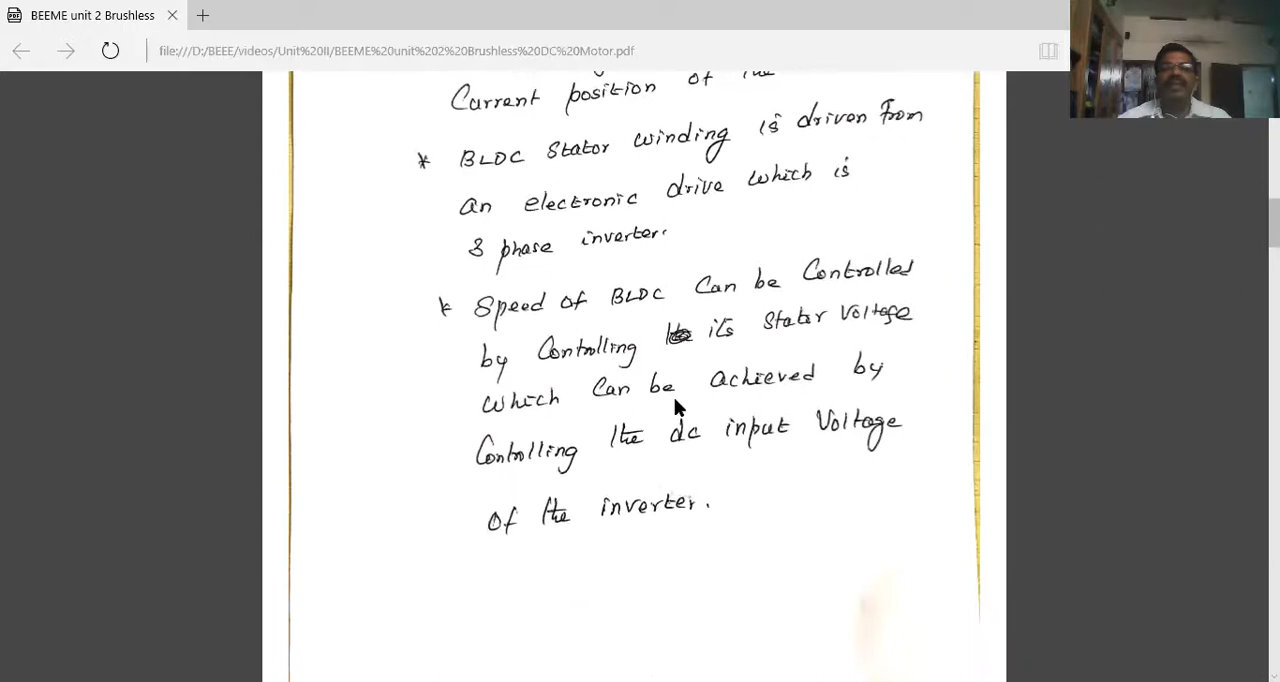 BEEME unit 2 Brushless
file:///D:/BEEE/videos/Unit%20II/BEEME%20unit%202%20Brushless%20DC%20Motor.pdf
Current position of the
* BLDC Stator winding is driven from
an electronic drive which is
3 phase inverter.
* Speed of BLDC Can be Controlled
by Controlling its Stator Voltage
which Can be achieved by
Controlling the dc input Voltage
Of the inverter.